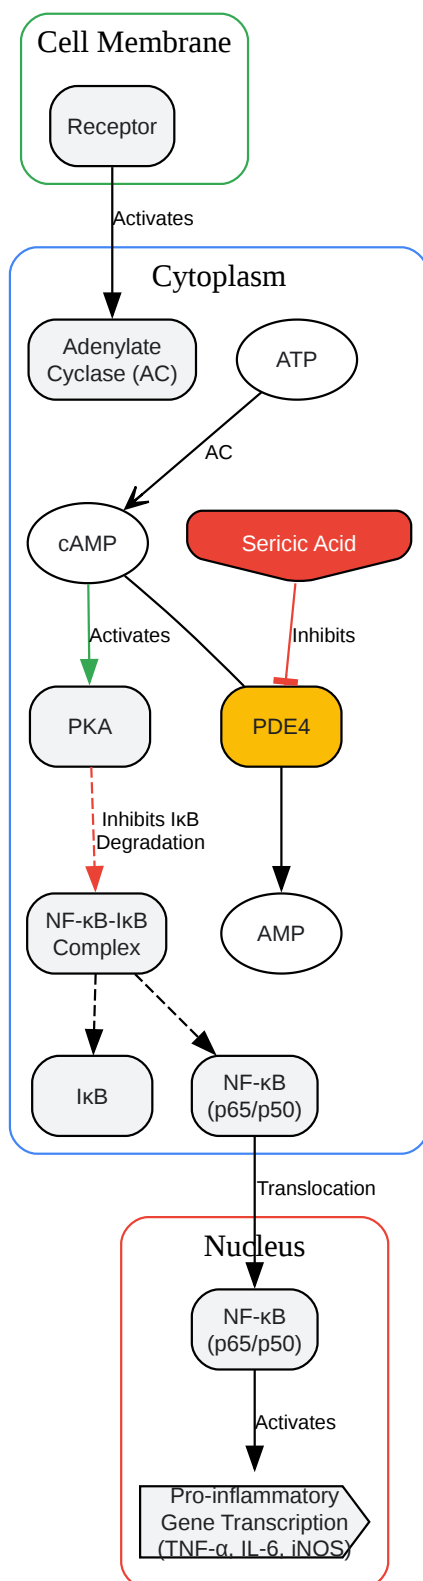 Cell Membrane
Receptor
Activates
Cytoplasm
Adenylate
Cyclase (AC)
ATP
AC
cAMP
Sericic Acid
Activates
Inhibits
PKA
PDE4
Inhibits IκB
Degradation
NF-κB-IκB
Complex
AMP
IκB
NF-κB
(p65/p50)
Translocation
Nucleus
NF-κB
(p65/p50)
Activates
Pro-inflammatory
Gene Transcription
(TNF-α, IL-6, iNOS)